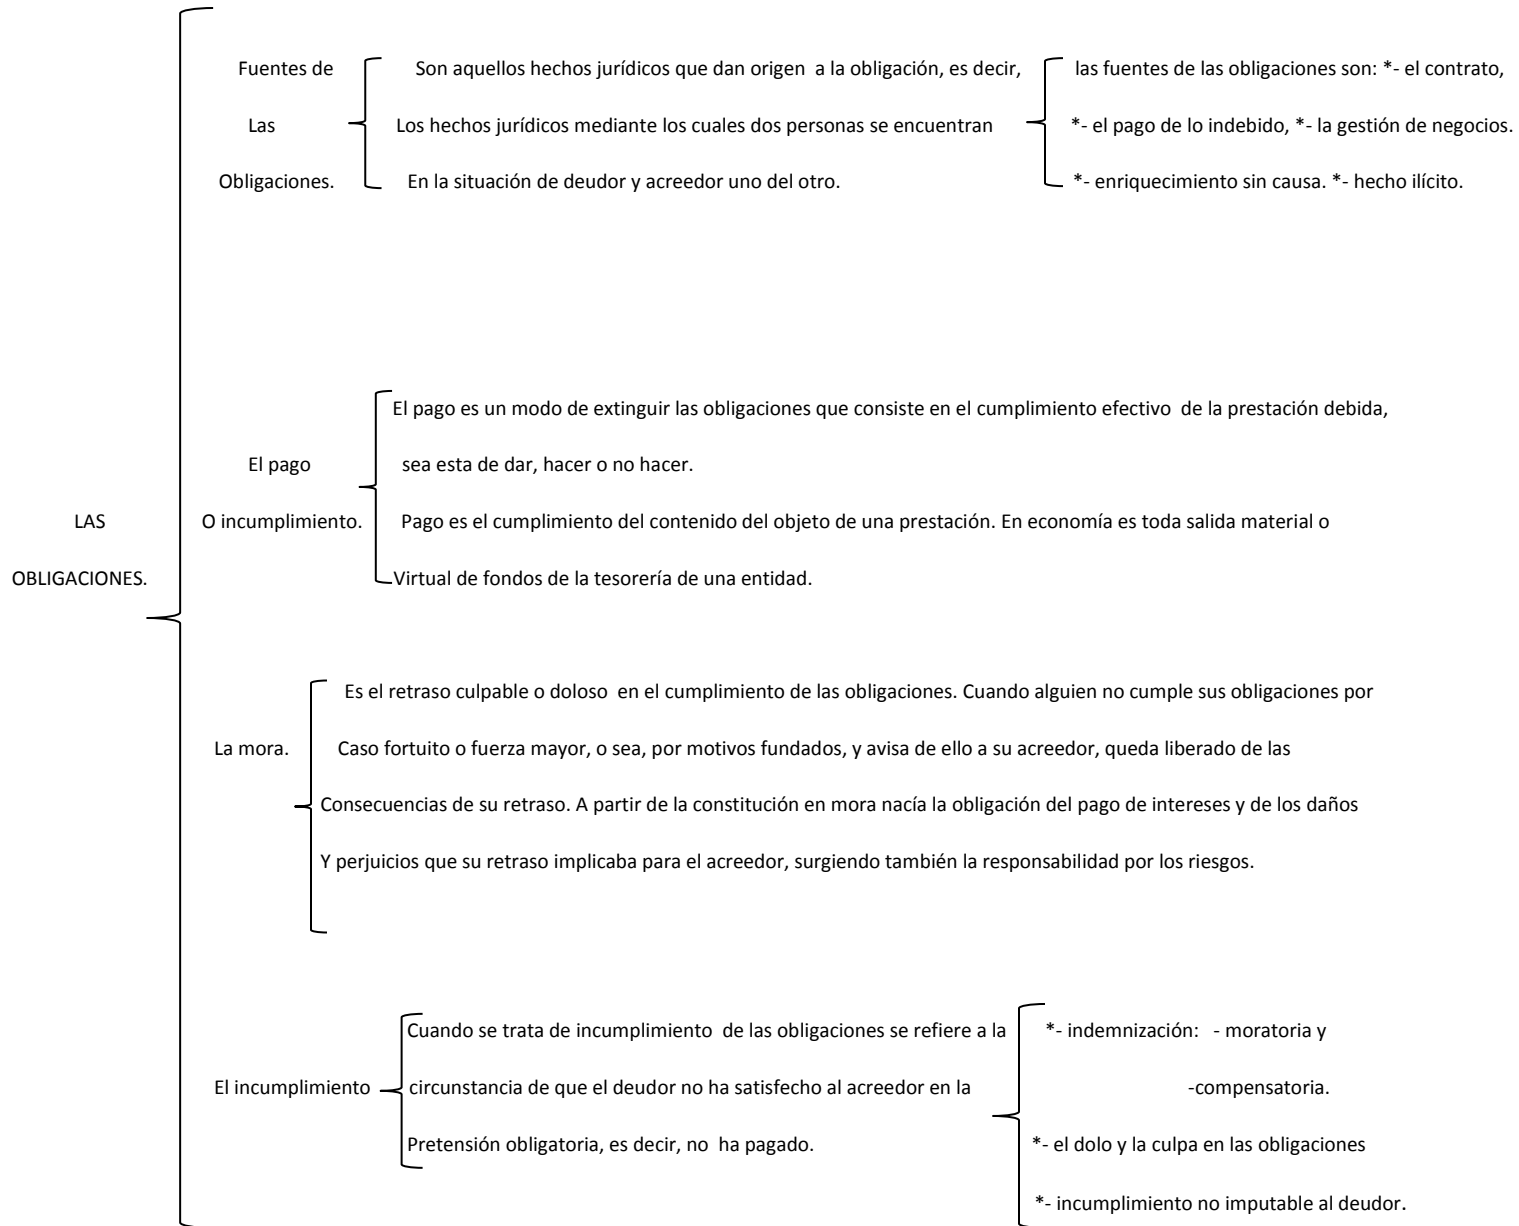 Fuentes de
Las
Obligaciones.
Son aquellos hechos jurídicos que dan origen a la obligación, es decir,
Los hechos jurídicos mediante los cuales dos personas se encuentran
En la situación de deudor y acreedor uno del otro.
las fuentes de las obligaciones son: *- el contrato,
*- el pago de lo indebido, *- la gestión de negocios.
*- enriquecimiento sin causa. *- hecho ilícito.
LAS
OBLIGACIONES.
El pago
O incumplimiento.
El pago es un modo de extinguir las obligaciones que consiste en el cumplimiento efectivo de la prestación debida,
sea esta de dar, hacer o no hacer.
Pago es el cumplimiento del contenido del objeto de una prestación. En economía es toda salida material o
Virtual de fondos de la tesorería de una entidad.
La mora.
Es el retraso culpable o doloso en el cumplimiento de las obligaciones. Cuando alguien no cumple sus obligaciones por
Caso fortuito o fuerza mayor, o sea, por motivos fundados, y avisa de ello a su acreedor, queda liberado de las
Consecuencias de su retraso. A partir de la constitución en mora nacía la obligación del pago de intereses y de los daños
Y perjuicios que su retraso implicaba para el acreedor, surgiendo también la responsabilidad por los riesgos.
El incumplimiento
Cuando se trata de incumplimiento de las obligaciones se refiere a la
circunstancia de que el deudor no ha satisfecho al acreedor en la
Pretensión obligatoria, es decir, no ha pagado.
*- indemnización: - moratoria y
-compensatoria.
*- el dolo y la culpa en las obligaciones
*- incumplimiento no imputable al deudor.